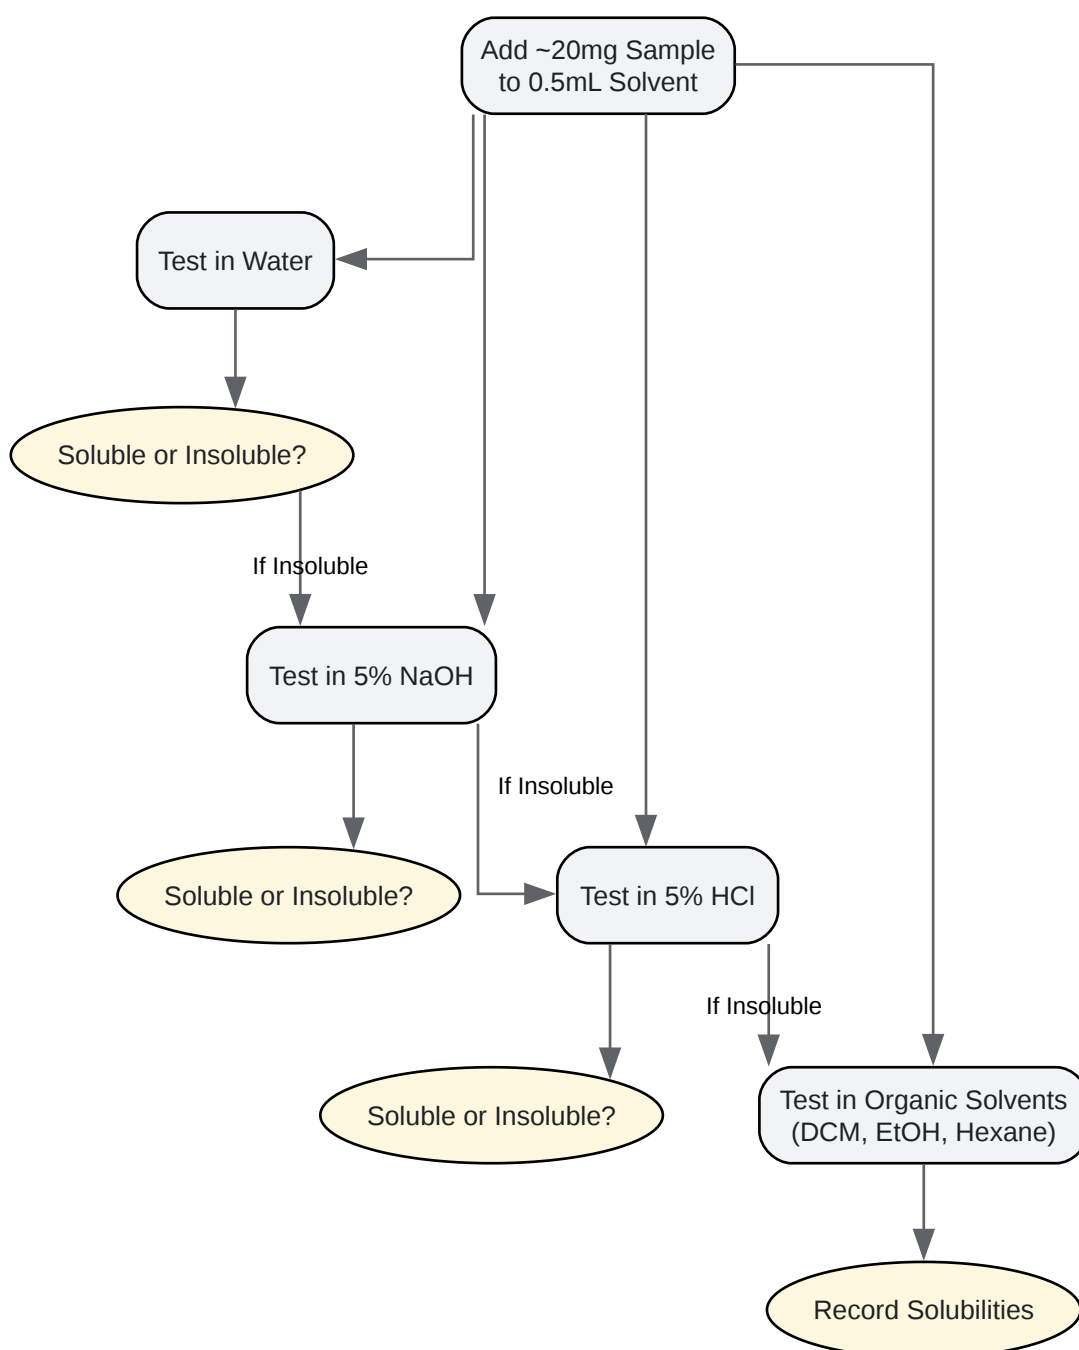 Add ~20mg Sample
to 0.5mL Solvent
Test in Water
Soluble or Insoluble?
If Insoluble
Test in 5% NaOH
If Insoluble
Soluble or Insoluble?
Test in 5% HCl
If Insoluble
Soluble or Insoluble?
Test in Organic Solvents
(DCM, EtOH, Hexane)
Record Solubilities